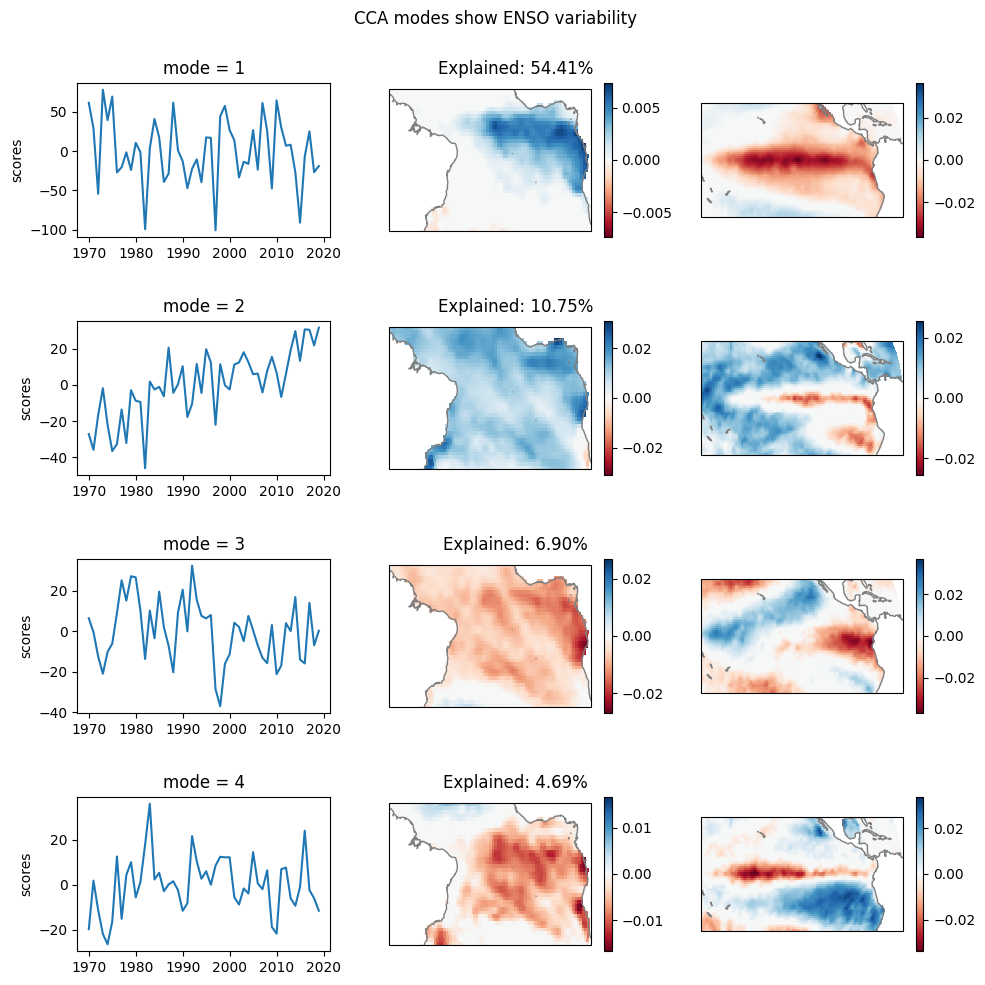 CCA modes show ENSO variability
mode = 1
Explained: 54.41%
scores
50
0
−50
−100
1970 1980 1990 2000 2010 2020
0.005
0.000
−0.005
0.02
0.00
−0.02
mode = 2
Explained: 10.75%
scores
20
0
−20
−40
1970 1980 1990 2000 2010 2020
0.02
0.00
−0.02
0.02
0.00
−0.02
mode = 3
Explained: 6.90%
scores
20
0
−20
−40
1970 1980 1990 2000 2010 2020
0.02
0.00
−0.02
0.02
0.00
−0.02
mode = 4
Explained: 4.69%
scores
20
0
−20
1970 1980 1990 2000 2010 2020
0.01
0.00
−0.01
0.02
0.00
−0.02